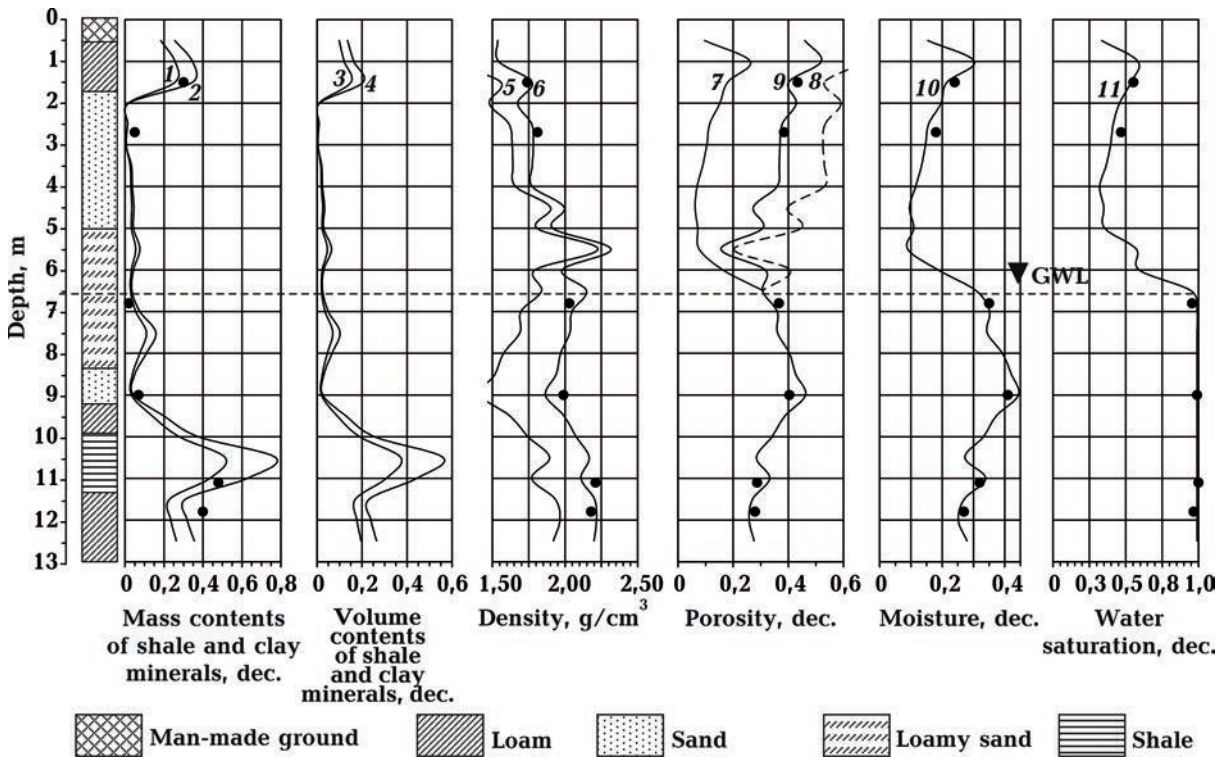 0
1
2
3
4
5
6
7
8
9
10
11
12
13
Depth, m
1
2
3
4
5
6
7
9
8
10
11
GWL
0 0,2 0,4 0,6 0,8
0 0,2 0,4 0,6
1,50 2,00 2,50
0 0,2 0,4 0,6
0 0,2 0,4
0 0,3 0,5 0,8 1,0
Mass contents
of shale and clay
minerals, dec.
Volume
contents
of shale
and clay
minerals, dec.
Density, g/cm³
Porosity, dec.
Moisture, dec.
Water
saturation, dec.
Man-made ground
Loam
Sand
Loamy sand
Shale